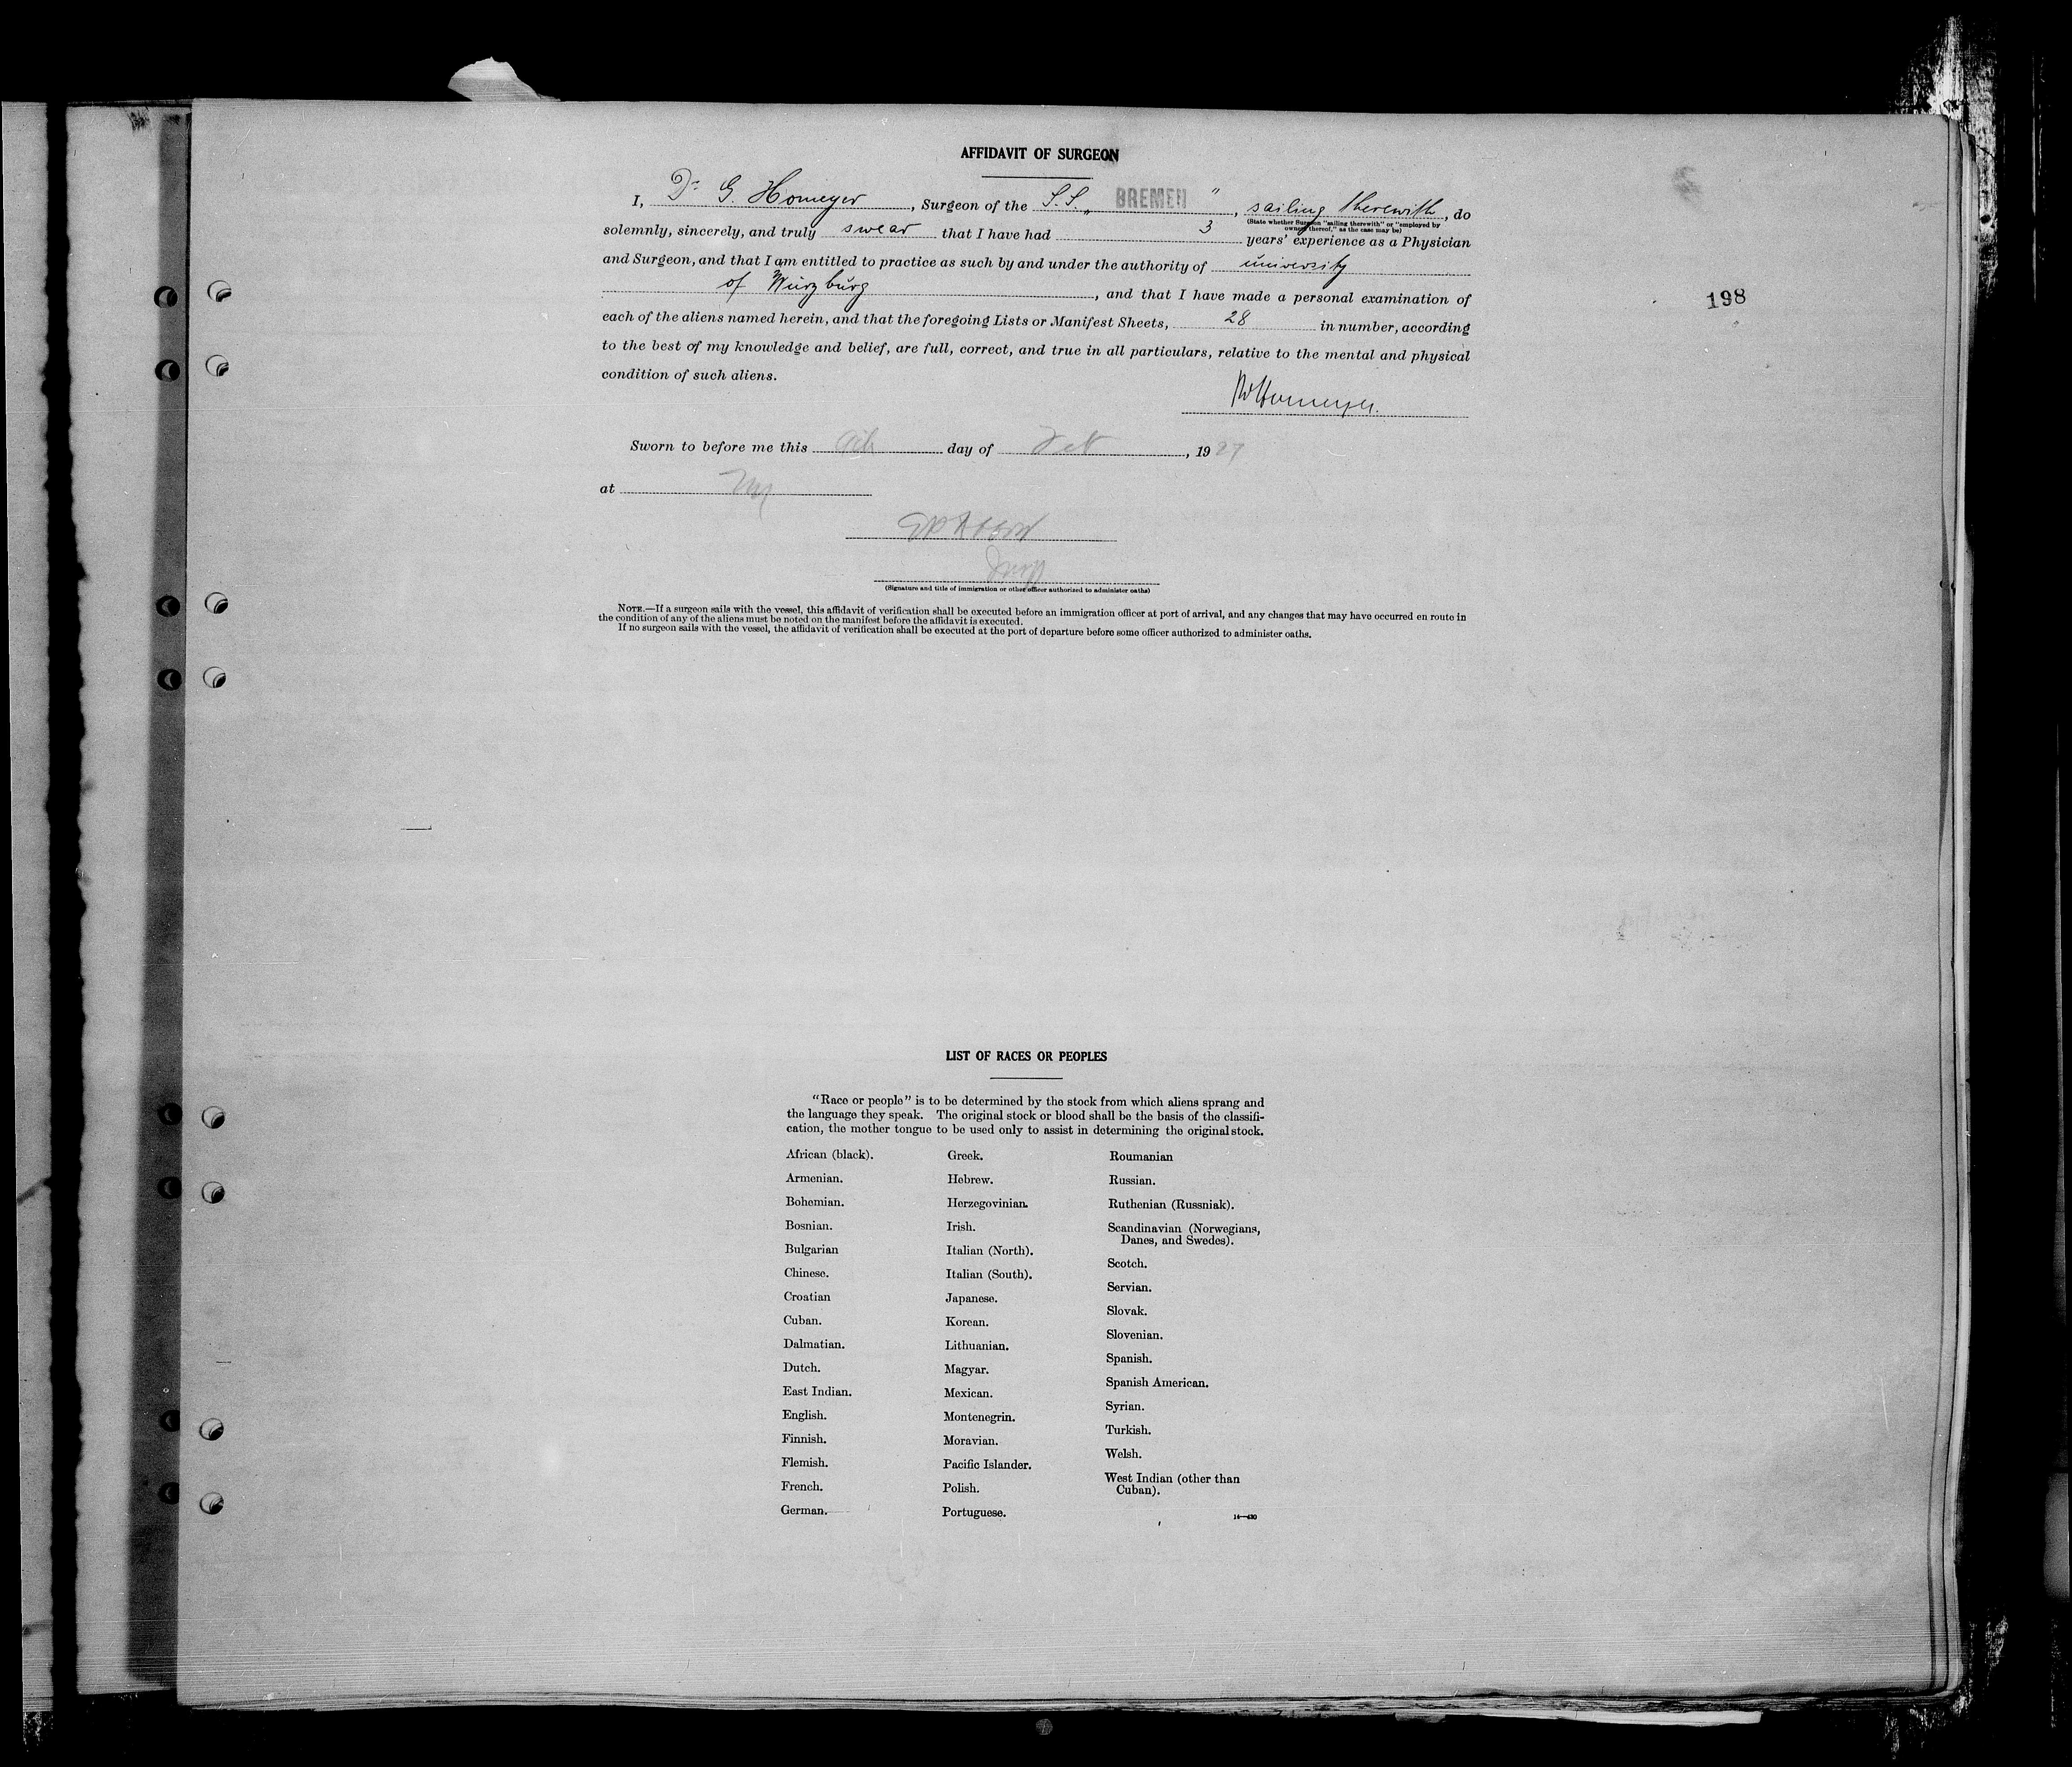 AFFIDAVIT OF SURGEON
I, Dr G. Homeyer, Surgeon of the S.S. „BREMEN", sailing therewith, do
(State whether Surgeon "sailing therewith" or "employed by
owners thereof," as the case may be)
solemnly, sincerely, and truly swear that I have had 3 years' experience as a Physician
and Surgeon, and that I am entitled to practice as such by and under the authority of university
of Würzburg, and that I have made a personal examination of
198
each of the aliens named herein, and that the foregoing Lists or Manifest Sheets, 28 in number, according
to the best of my knowledge and belief, are full, correct, and true in all particulars, relative to the mental and physical
condition of such aliens.
Homeyer.
Sworn to before me this day of , 1927
at NY
(Signature and title of immigration or other officer authorized to administer oaths)
NOTE.—If a surgeon sails with the vessel, this affidavit of verification shall be executed before an immigration officer at port of arrival, and any changes that may have occurred en route in
the condition of any of the aliens must be noted on the manifest before the affidavit is executed.
If no surgeon sails with the vessel, the affidavit of verification shall be executed at the port of departure before some officer authorized to administer oaths.
LIST OF RACES OR PEOPLES
"Race or people" is to be determined by the stock from which aliens sprang and
the language they speak. The original stock or blood shall be the basis of the classifi-
cation, the mother tongue to be used only to assist in determining the original stock.
African (black).
Armenian.
Bohemian.
Bosnian.
Bulgarian
Chinese.
Croatian
Cuban.
Dalmatian.
Dutch.
East Indian.
English.
Finnish.
Flemish.
French.
German.
Greek.
Hebrew.
Herzegovinian.
Irish.
Italian (North).
Italian (South).
Japanese.
Korean.
Lithuanian.
Magyar.
Mexican.
Montenegrin.
Moravian.
Pacific Islander.
Polish.
Portuguese.
Roumanian
Russian.
Ruthenian (Russniak).
Scandinavian (Norwegians,
Danes, and Swedes).
Scotch.
Servian.
Slovak.
Slovenian.
Spanish.
Spanish American.
Syrian.
Turkish.
Welsh.
West Indian (other than
Cuban).
14—430